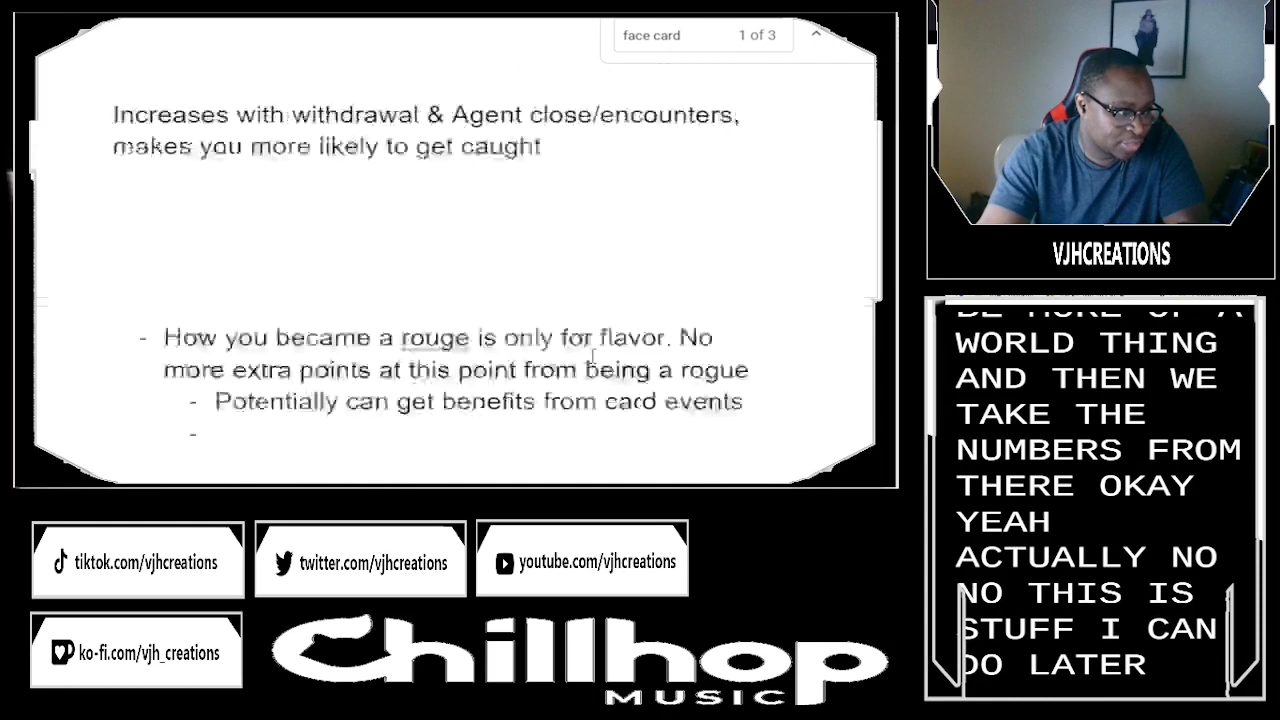 face card 1 of 3
Increases with withdrawal & Agent close/encounters,
makes you more likely to get caught
- How you became a rouge is only for flavor. No
more extra points at this point from being a rogue
- Potentially can get benefits from card events
-
VJHCREATIONS
BE MORE OF A
WORLD THING
AND THEN WE
TAKE THE
NUMBERS FROM
THERE OKAY
YEAH
ACTUALLY NO
NO THIS IS
STUFF I CAN
DO LATER
tiktok.com/vjhcreations
twitter.com/vjhcreations
youtube.com/vjhcreations
ko-fi.com/vjh_creations
Chillhop
MUSIC